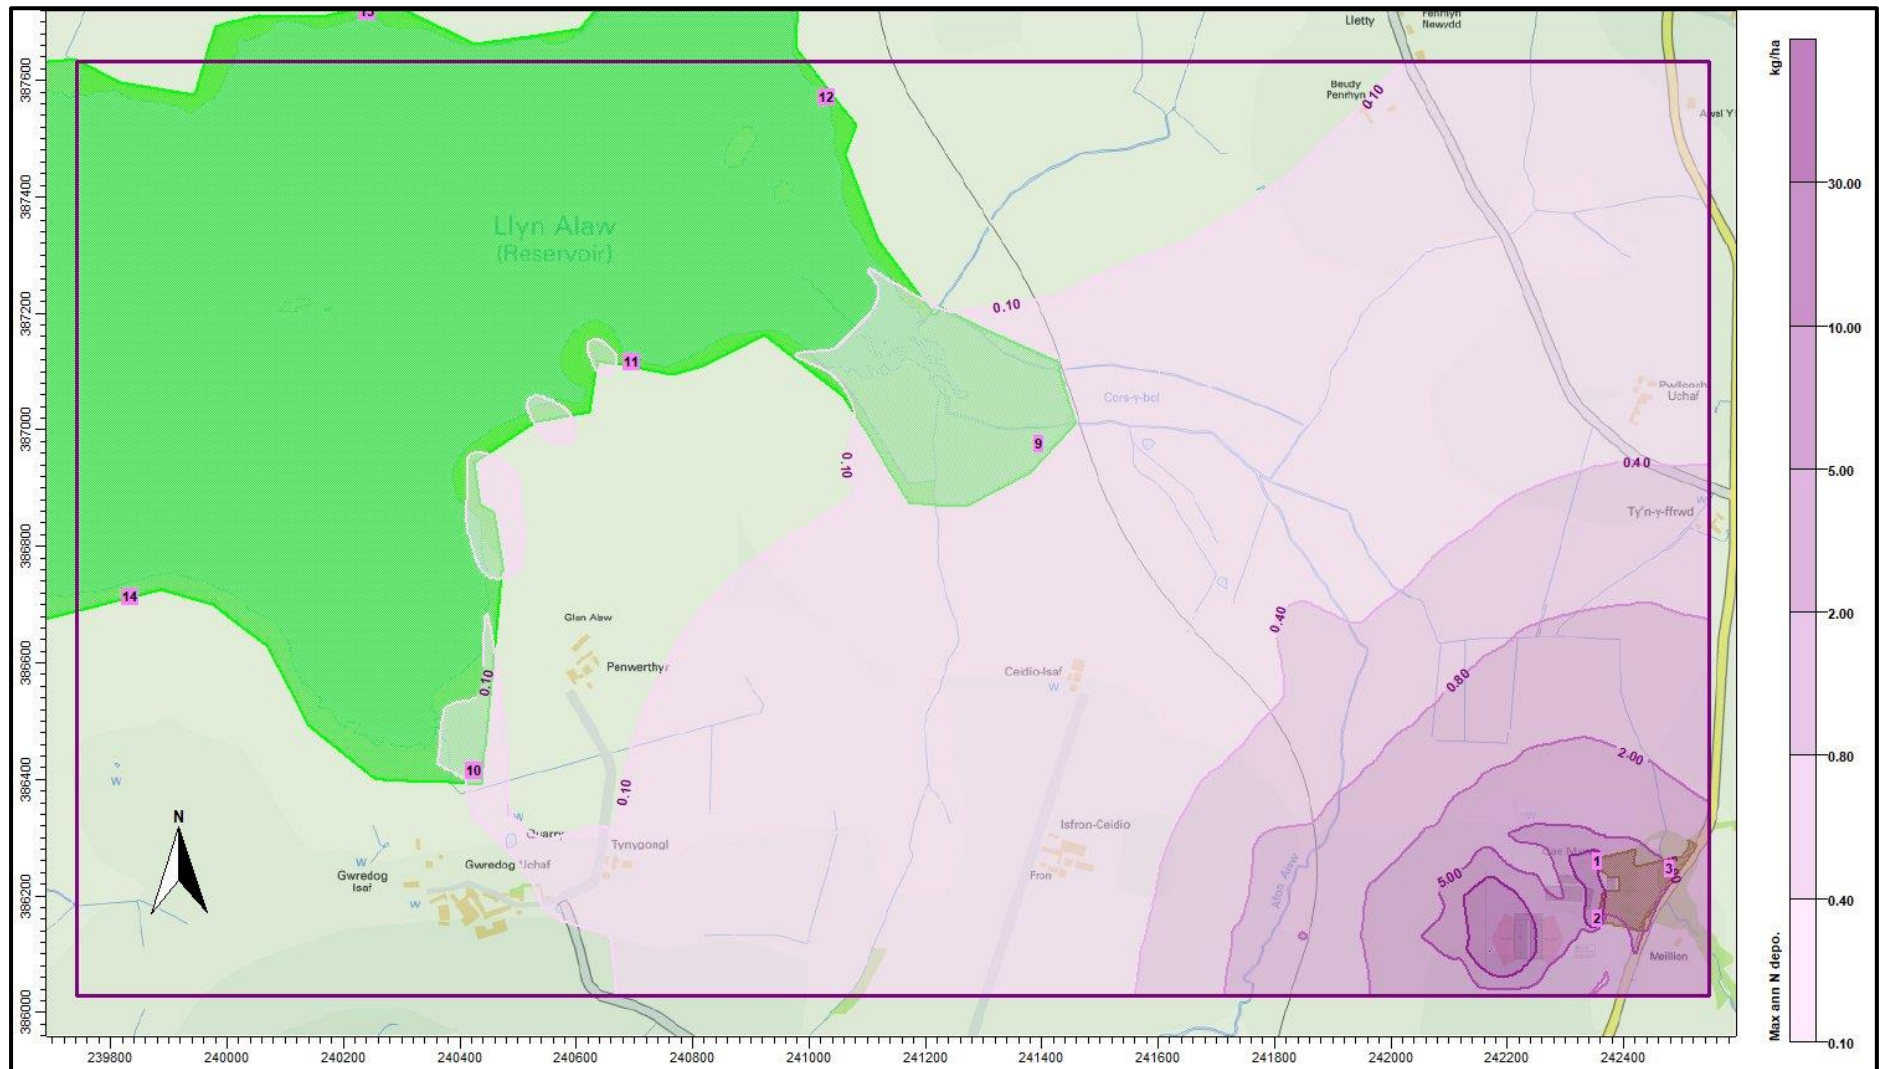 13
Lletty
Penrhyn
Newydd
kg/ha
12
Beudy
Penrhyn
0.10
387600
30.00
387400
Llyn Alaw
(Reservoir)
10.00
387200
0.10
11
Uchaf
Cors-y-bol
387000
9
0.10
0.40
5.00
Ty'n-y-ffrwd
W
386800
14
Glan Alaw
0.40
2.00
Penwerthyr
Ceidio-Isaf
W
386600
0.10
0.80
2.00
0.80
10
386400
W
0.10
N
W
Quarry
Isfron-Ceidio
Tynygongl
1
3
W
Gwredog Uchaf
Gwredog
Isaf
Fron
5.00
0.40
386200
W
Afon Alaw
2
Meillion
Max ann N depo.
386000
0.10
239800 240000 240200 240400 240600 240800 241000 241200 241400 241600 241800 242000 242200 242400